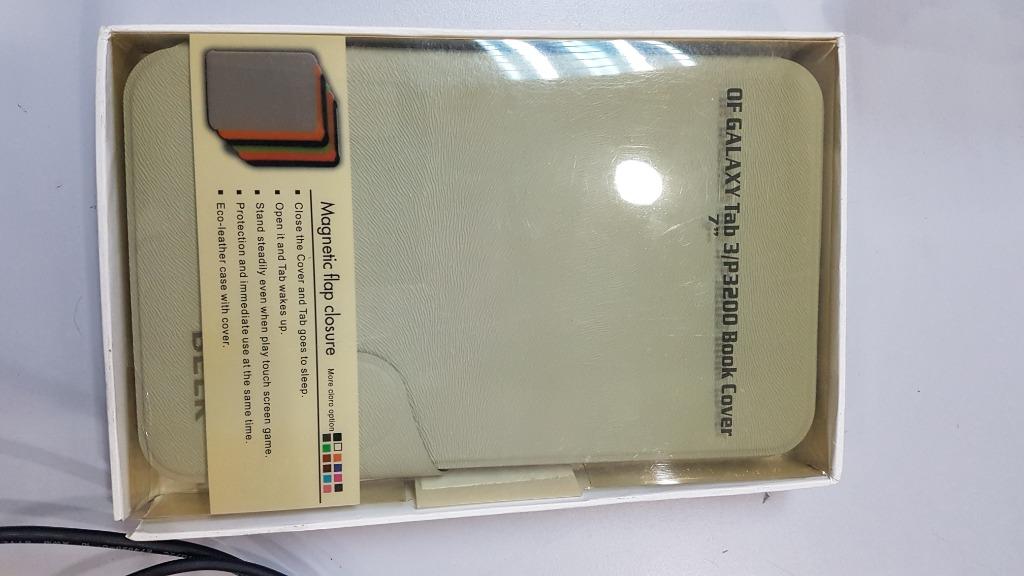 OF GALAXY Tab 3/P3200 Book Cover
7"
Magnetic flap closure
More cloro option
Close the Cover and Tab goes to sleep.
Open it and Tab wakes up.
Stand steadily even when play touch screen game.
Protection and immediate use at the same time.
Eco-leather case with cover.